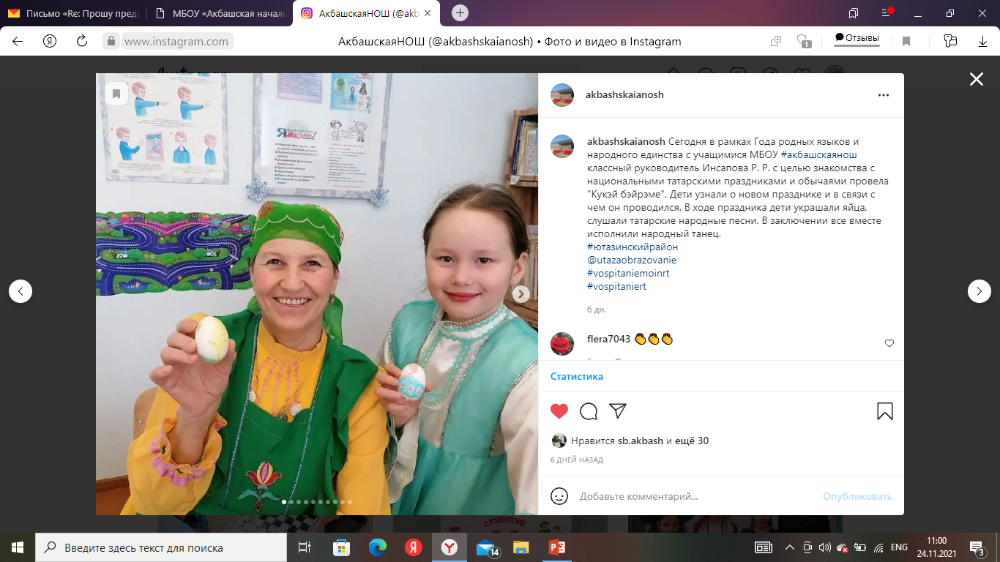 Письмо «Re: Прошу предс
МБОУ «Акбашская началь
АкбашскаяНОШ (@akb
www.instagram.com
АкбашскаяНОШ (@akbashskaianosh) • Фото и видео в Instagram
1
Отзывы
Я ВЫБИРАЮ
ЖИЗНЬ!
akbashskaianosh
akbashskaianosh Сегодня в рамках Года родных языков и
народного единства с учащимися МБОУ #акбашскаянош
классный руководитель Инсапова Р. Р. с целью знакомства с
национальными татарскими праздниками и обычаями провела
"Кукэй бэйрэме". Дети узнали о новом празднике и в связи с
чем он проводился. В ходе праздника дети украшали яйца,
слушали татарские народные песни. В заключении все вместе
исполнили народный танец.
#ютазинскийрайон
@utazaobrazovanie
#vospitaniemoinrt
#vospitaniert
6 дн.
flera7043 👏👏👏
Статистика
Нравится sb.akbash и ещё 30
6 ДНЕЙ НАЗАД
Добавьте комментарий...
Опубликовать
Введите здесь текст для поиска
14
ENG
11:00
24.11.2021
3